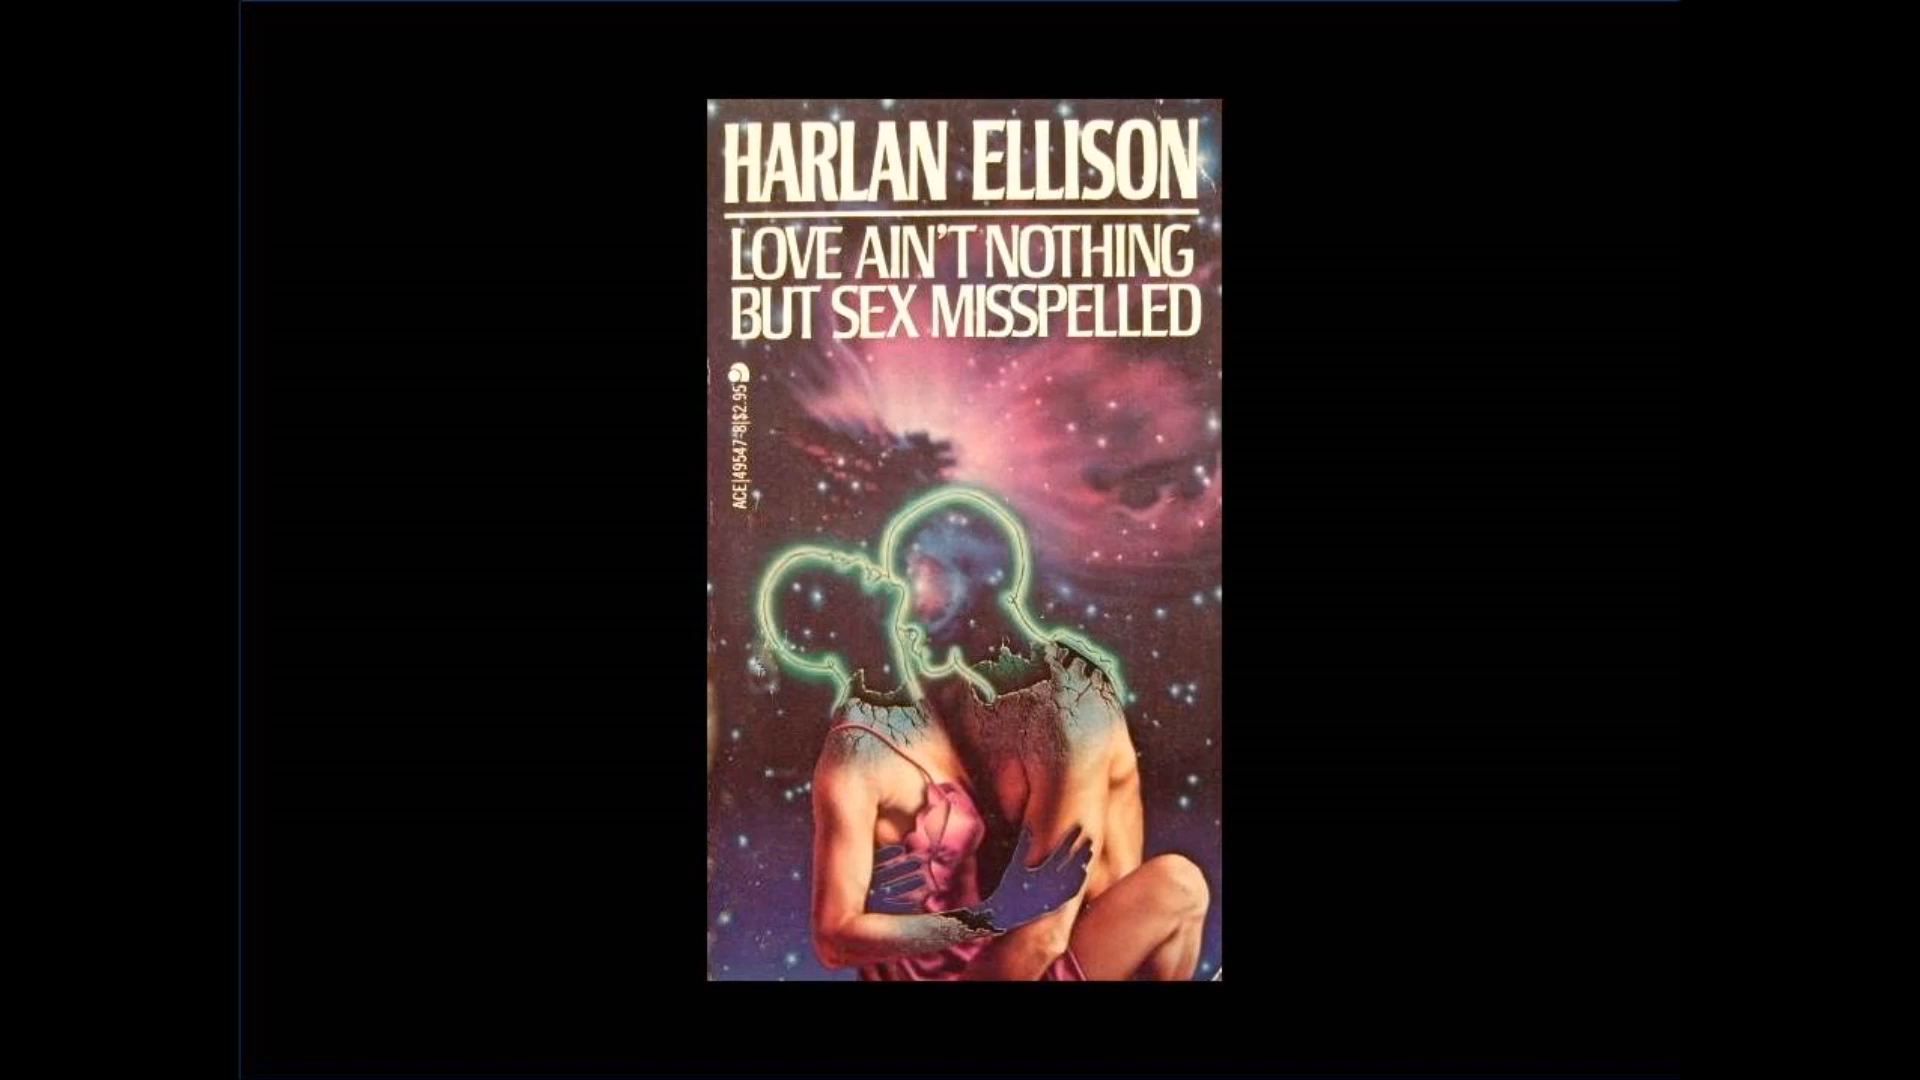 HARLAN ELLISON
LOVE AIN'T NOTHING
BUT SEX MISSPELLED
ACE|49547-8|$2.95